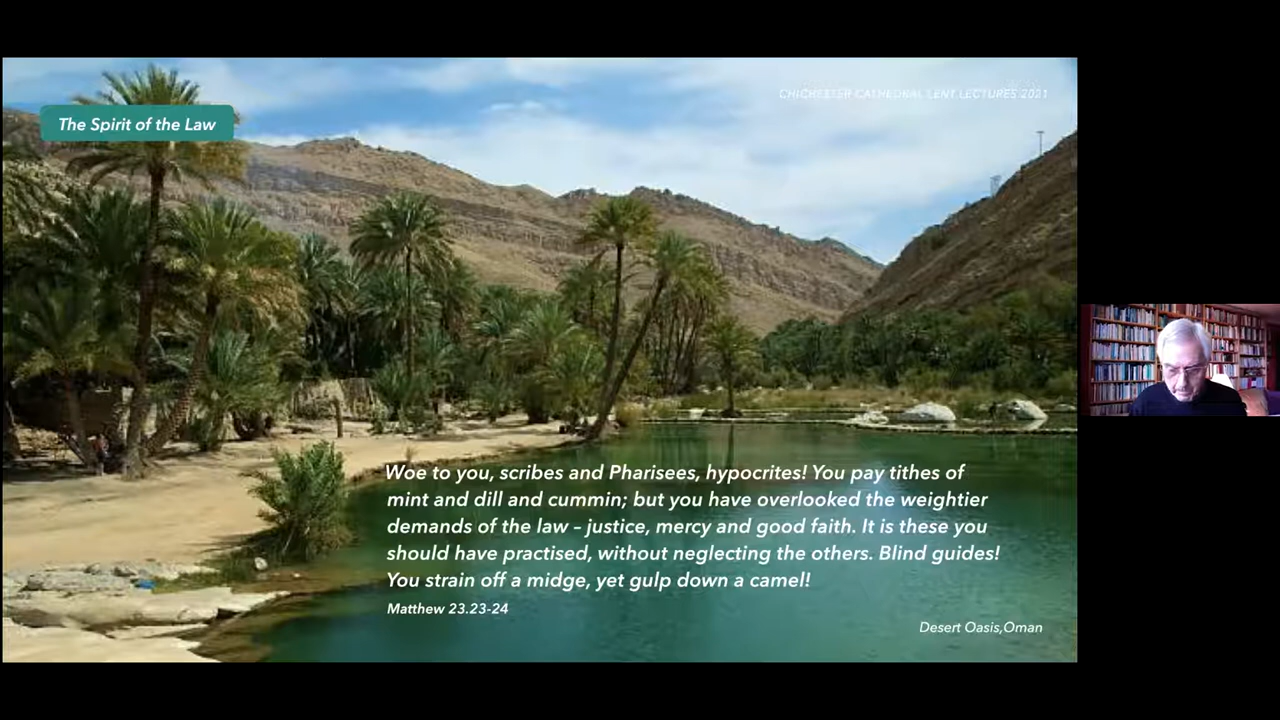 CHICHESTER CATHEDRAL LENT LECTURES 2021
The Spirit of the Law
Woe to you, scribes and Pharisees, hypocrites! You pay tithes of
mint and dill and cummin; but you have overlooked the weightier
demands of the law – justice, mercy and good faith. It is these you
should have practised, without neglecting the others. Blind guides!
You strain off a midge, yet gulp down a camel!
Matthew 23.23-24
Desert Oasis,Oman